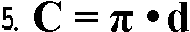 5. C = π • d